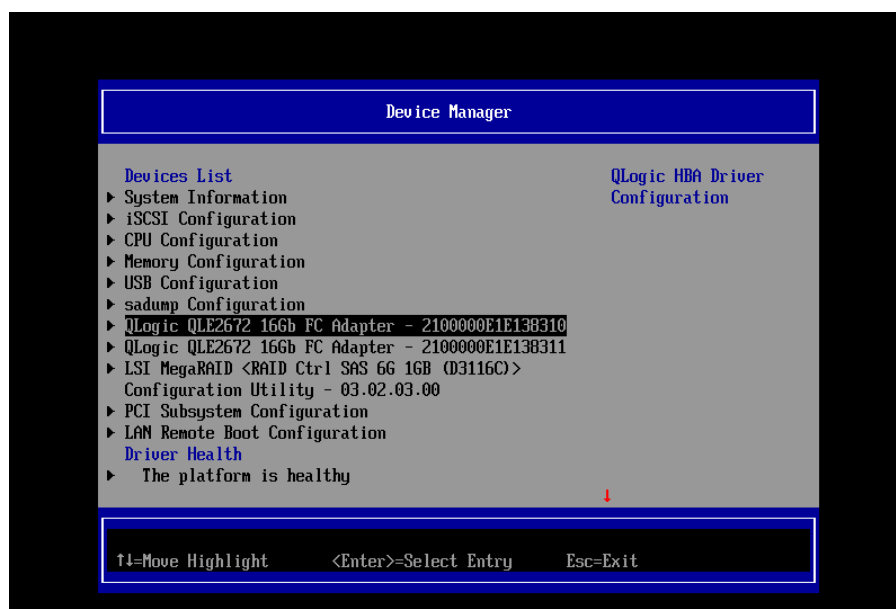 Device Manager
Devices List
QLogic HBA Driver
System Information
Configuration
iSCSI Configuration
CPU Configuration
Memory Configuration
USB Configuration
sadump Configuration
QLogic QLE2672 16Gb FC Adapter - 2100000E1E138310
QLogic QLE2672 16Gb FC Adapter - 2100000E1E138311
LSI MegaRAID <RAID Ctrl SAS 6G 1GB (D3116C)>
Configuration Utility - 03.02.03.00
PCI Subsystem Configuration
LAN Remote Boot Configuration
Driver Health
The platform is healthy
↑↓=Move Highlight <Enter>=Select Entry Esc=Exit